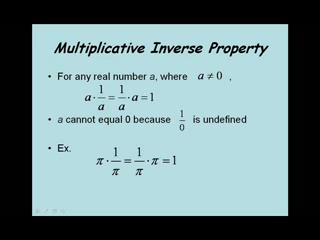 Multiplicative Inverse Property
• For any real number a, where a ≠ 0 ,
a · 1/a = 1/a · a = 1
• a cannot equal 0 because 1/0 is undefined
• Ex.
π · 1/π = 1/π · π = 1